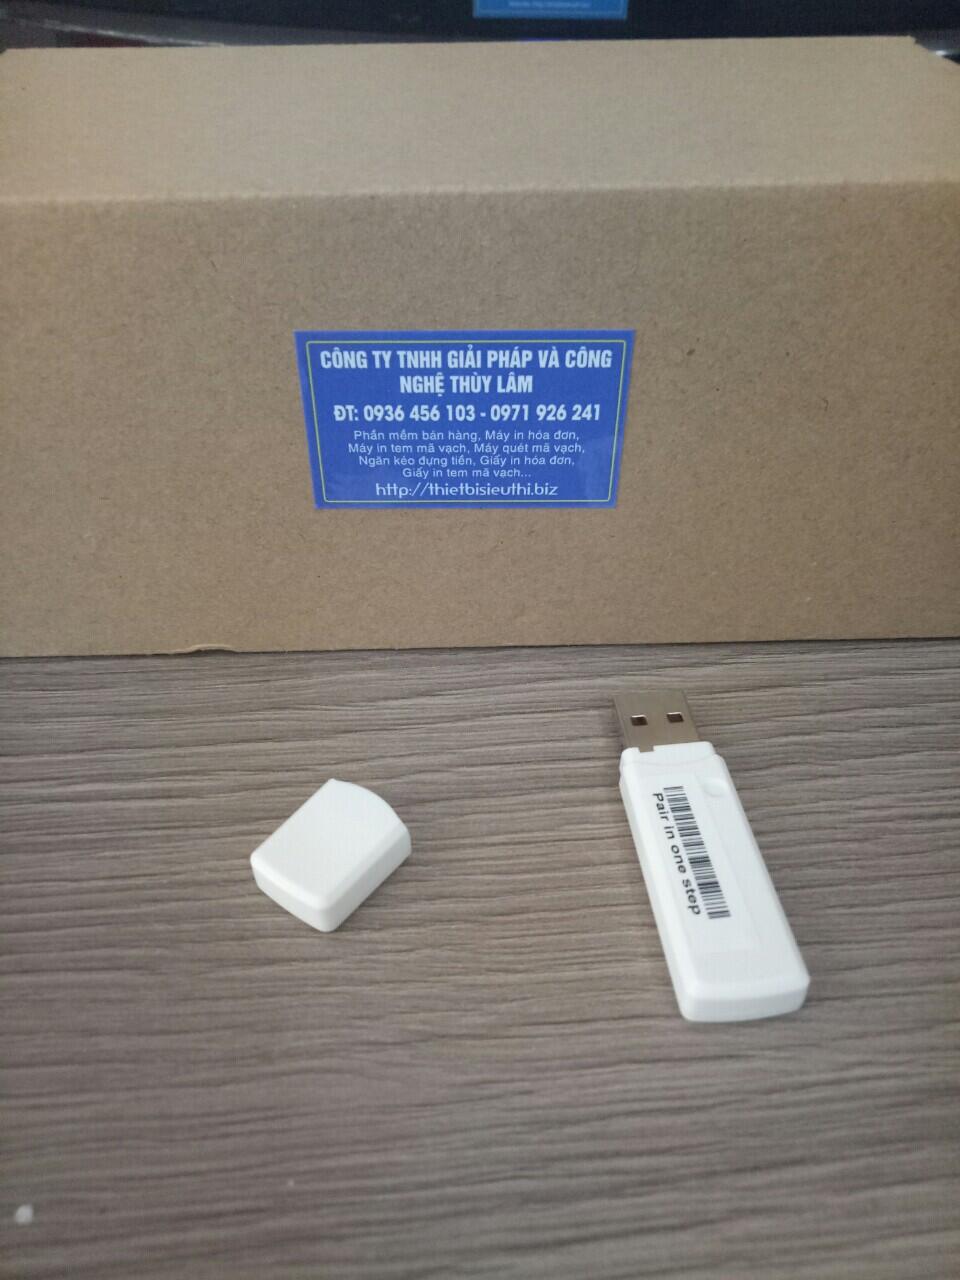 CÔNG TY TNHH GIẢI PHÁP VÀ CÔNG
NGHỆ THÙY LÂM
ĐT: 0936 456 103 - 0971 926 241
Phần mềm bán hàng, Máy in hóa đơn,
Máy in tem mã vạch, Máy quét mã vạch,
Ngăn kéo đựng tiền, Giấy in hóa đơn,
Giấy in tem mã vạch...
http://thietbisieuthi.biz
Pair in one step